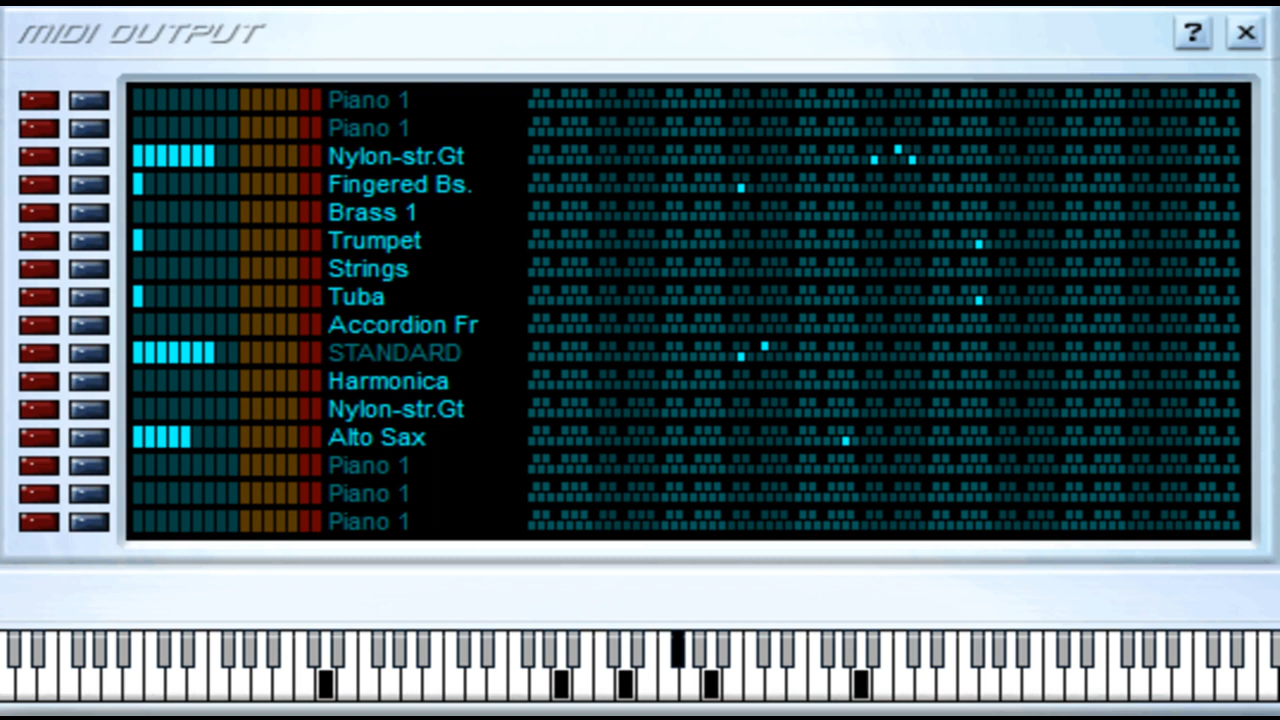 MIDI OUTPUT
? ×
Piano 1
Piano 1
Nylon-str.Gt
Fingered Bs.
Brass 1
Trumpet
Strings
Tuba
Accordion Fr
STANDARD
Harmonica
Nylon-str.Gt
Alto Sax
Piano 1
Piano 1
Piano 1